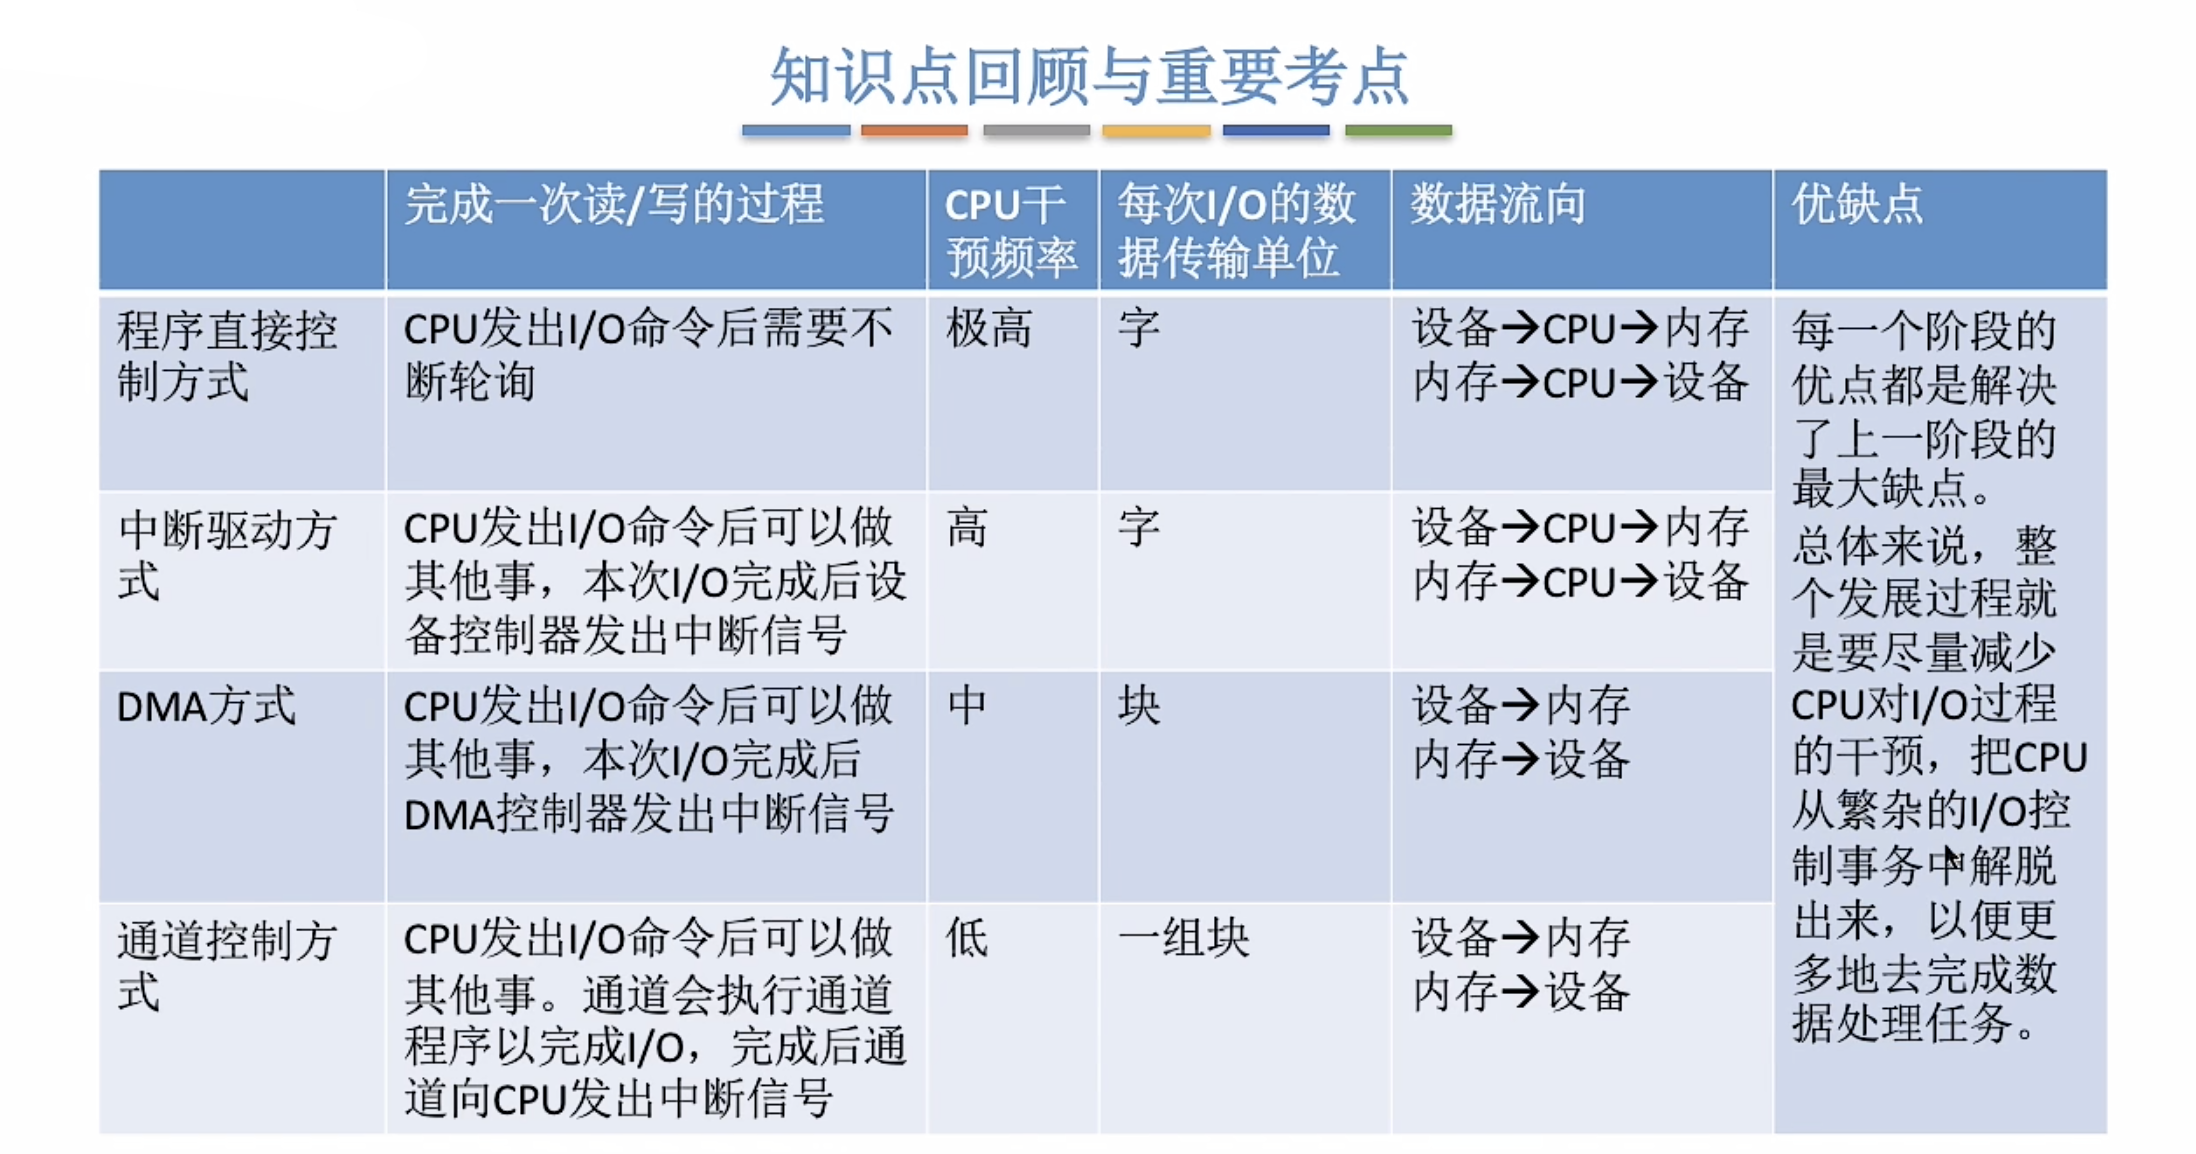 知识点回顾与重要考点
完成一次读/写的过程
CPU干
预频率
每次I/O的数
据传输单位
数据流向
优缺点
程序直接控
制方式
CPU发出I/O命令后需要不
断轮询
极高
字
设备→CPU→内存
内存→CPU→设备
每一个阶段的
优点都是解决
了上一阶段的
最大缺点。
总体来说，整
个发展过程就
是要尽量减少
CPU对I/O过程
的干预，把CPU
从繁杂的I/O控
制事务中解脱
出来，以便更
多地去完成数
据处理任务。
中断驱动方
式
CPU发出I/O命令后可以做
其他事，本次I/O完成后设
备控制器发出中断信号
高
字
设备→CPU→内存
内存→CPU→设备
DMA方式
CPU发出I/O命令后可以做
其他事，本次I/O完成后
DMA控制器发出中断信号
中
块
设备→内存
内存→设备
通道控制方
式
CPU发出I/O命令后可以做
其他事。通道会执行通道
程序以完成I/O，完成后通
道向CPU发出中断信号
低
一组块
设备→内存
内存→设备